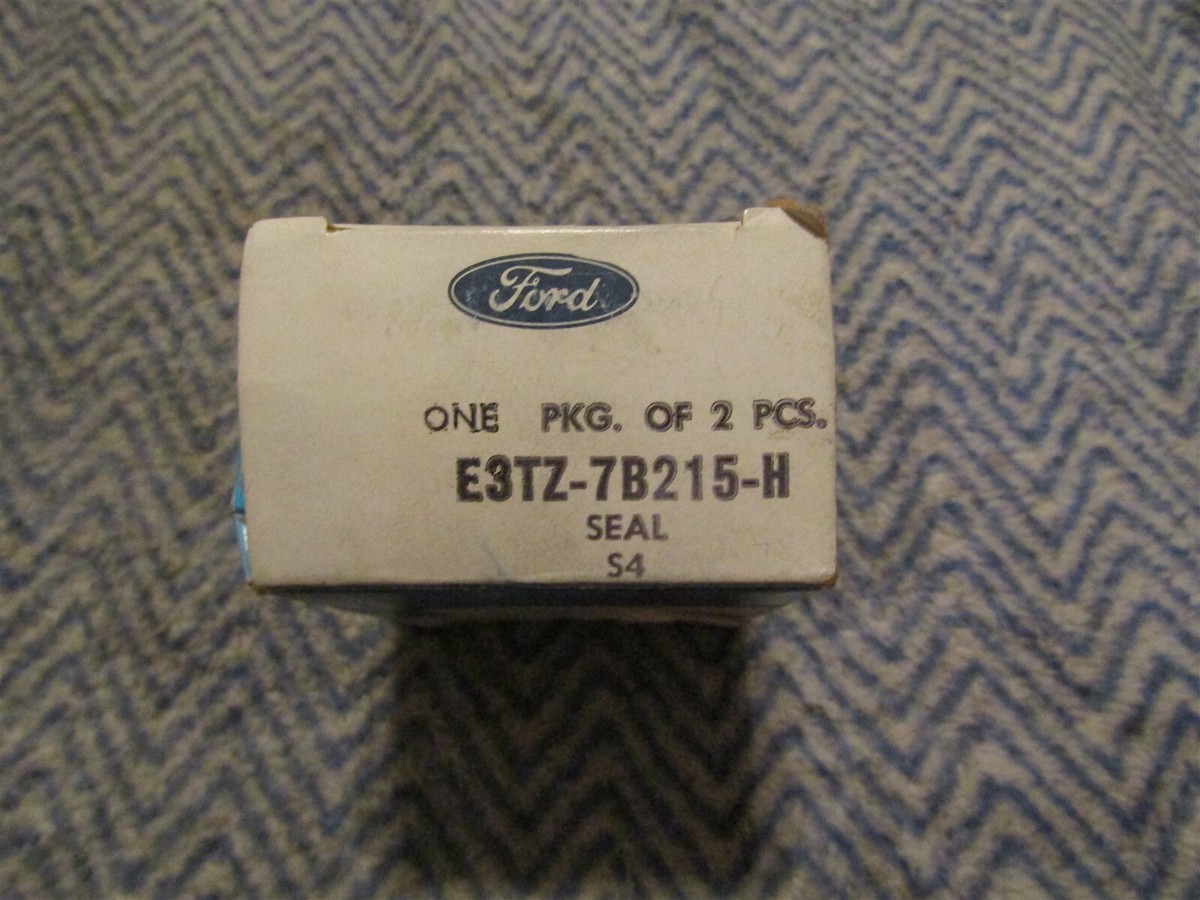 Ford
ONE PKG. OF 2 PCS.
E3TZ-7B215-H
SEAL
S4